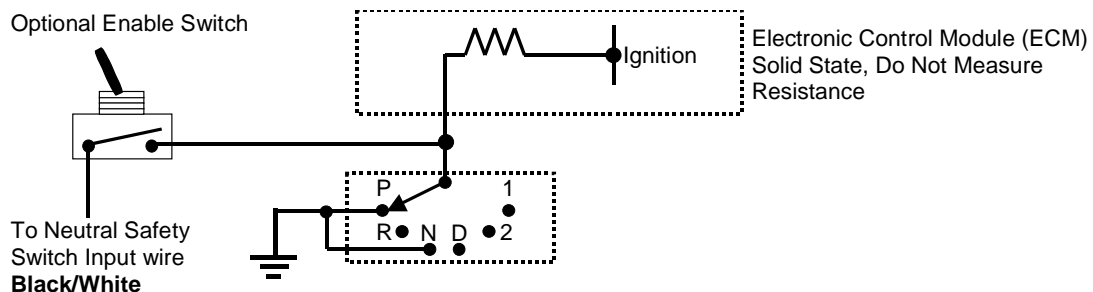 Optional Enable Switch
Ignition
Electronic Control Module (ECM)
Solid State, Do Not Measure
Resistance
P 1
R N D 2
To Neutral Safety
Switch Input wire
Black/White